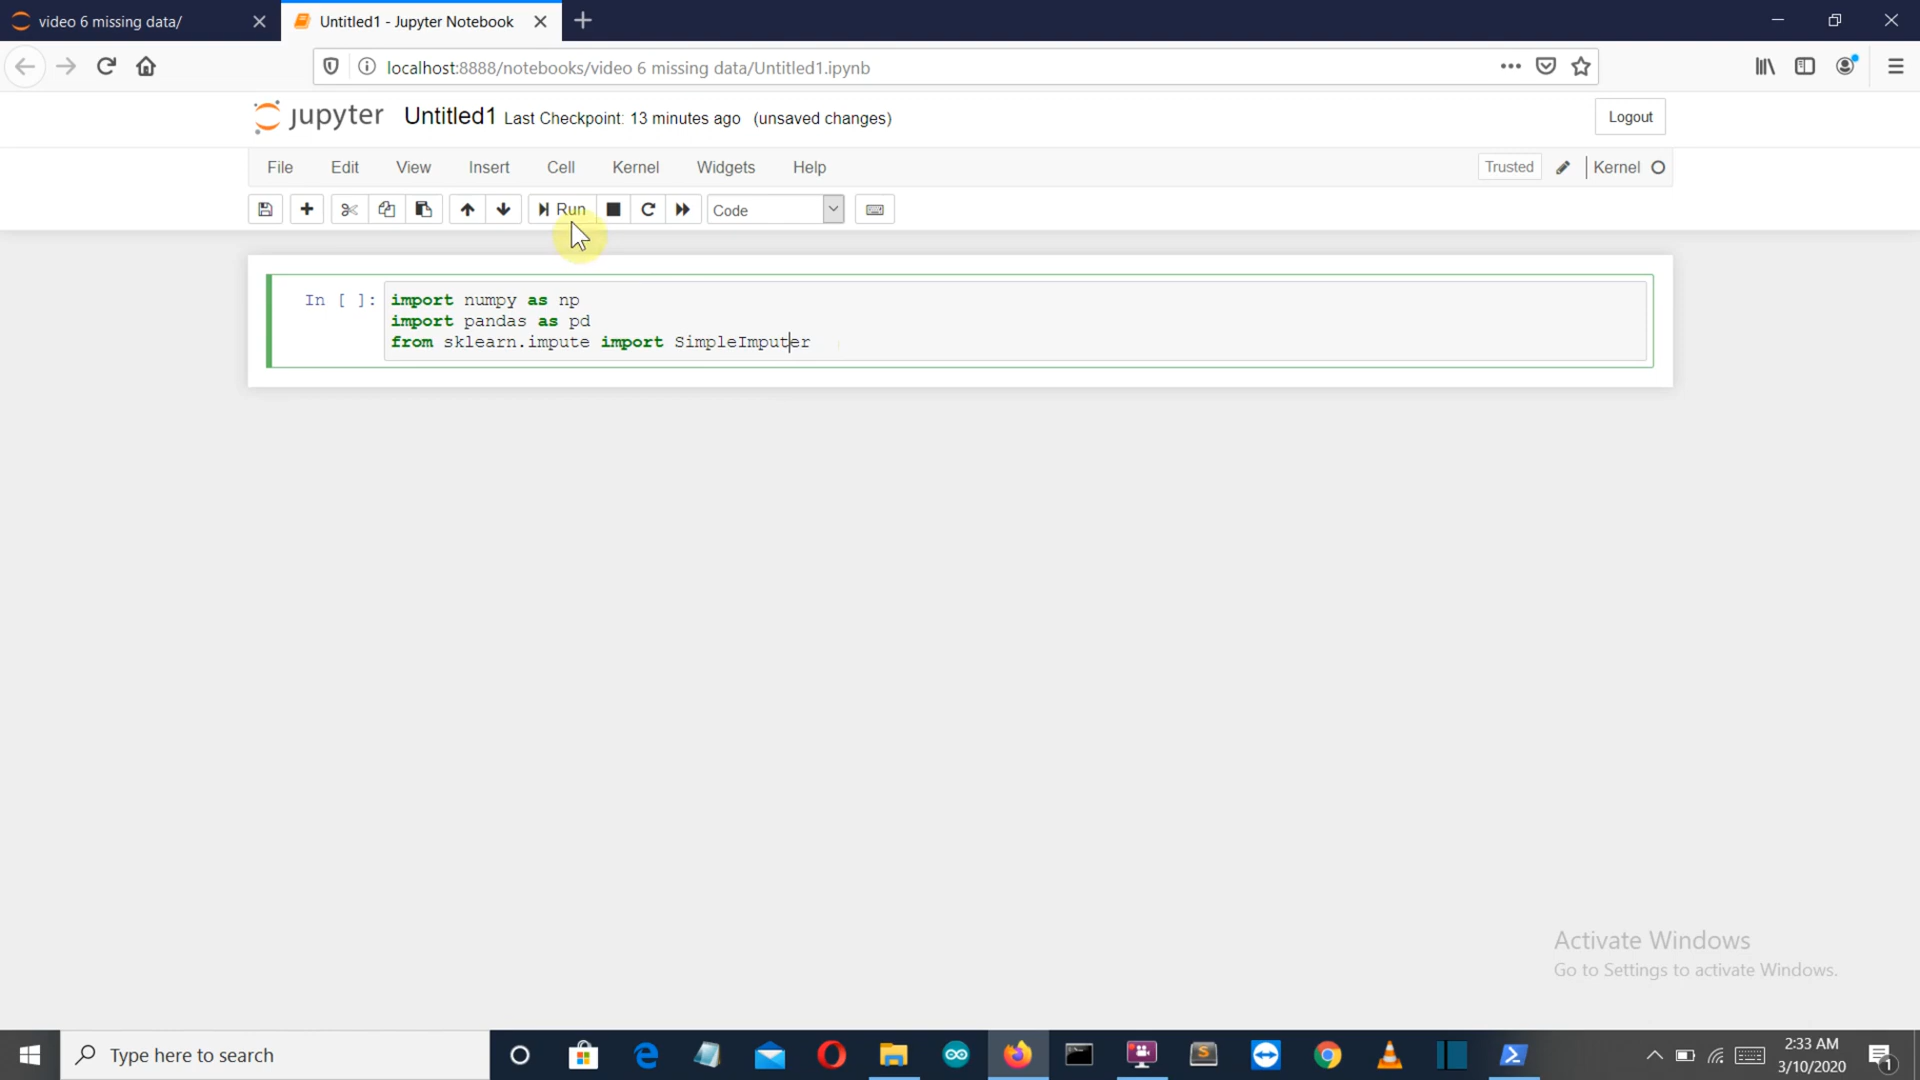 video 6 missing data/
Untitled1 - Jupyter Notebook
localhost:8888/notebooks/video 6 missing data/Untitled1.ipynb
jupyter Untitled1 Last Checkpoint: 13 minutes ago (unsaved changes)
Logout
File Edit View Insert Cell Kernel Widgets Help
Trusted Kernel
Run Code
In [ ]: import numpy as np
import pandas as pd
from sklearn.impute import SimpleImputer
Activate Windows
Go to Settings to activate Windows.
Type here to search
2:33 AM
3/10/2020
1